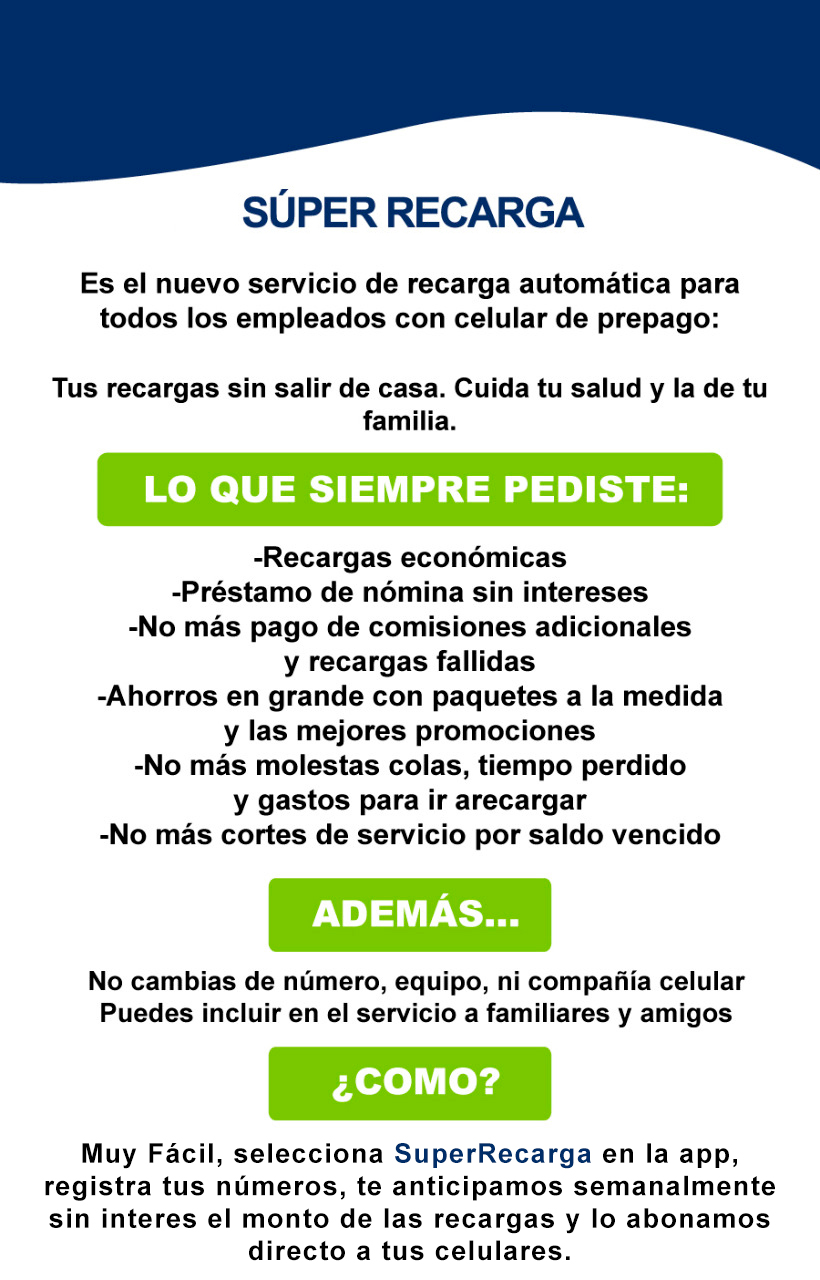 SÚPER RECARGA
Es el nuevo servicio de recarga automática para
todos los empleados con celular de prepago:
Tus recargas sin salir de casa. Cuida tu salud y la de tu
familia.
LO QUE SIEMPRE PEDISTE:
-Recargas económicas
-Préstamo de nómina sin intereses
-No más pago de comisiones adicionales
y recargas fallidas
-Ahorros en grande con paquetes a la medida
y las mejores promociones
-No más molestas colas, tiempo perdido
y gastos para ir arecargar
-No más cortes de servicio por saldo vencido
ADEMÁS...
No cambias de número, equipo, ni compañía celular
Puedes incluir en el servicio a familiares y amigos
¿COMO?
Muy Fácil, selecciona SuperRecarga en la app,
registra tus números, te anticipamos semanalmente
sin interes el monto de las recargas y lo abonamos
directo a tus celulares.